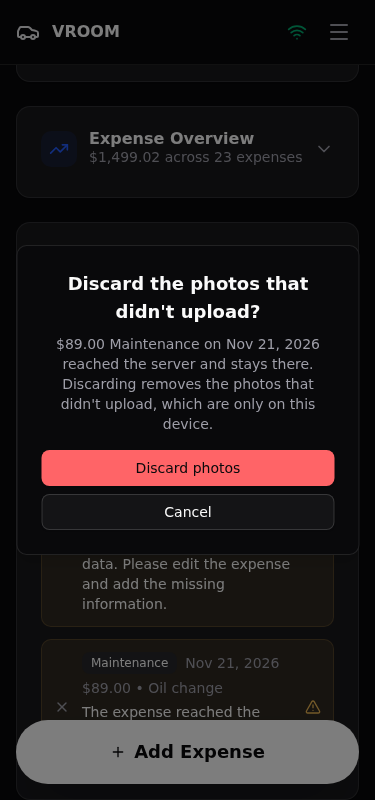 VROOM
Expense Overview
$1,499.02 across 23 expenses
Discard the photos that
didn't upload?
$89.00 Maintenance on Nov 21, 2026
reached the server and stays there.
Discarding removes the photos that
didn't upload, which are only on this
device.
Discard photos
Cancel
data. Please edit the expense
and add the missing
information.
Maintenance Nov 21, 2026
$89.00 • Oil change
The expense reached the
+ Add Expense